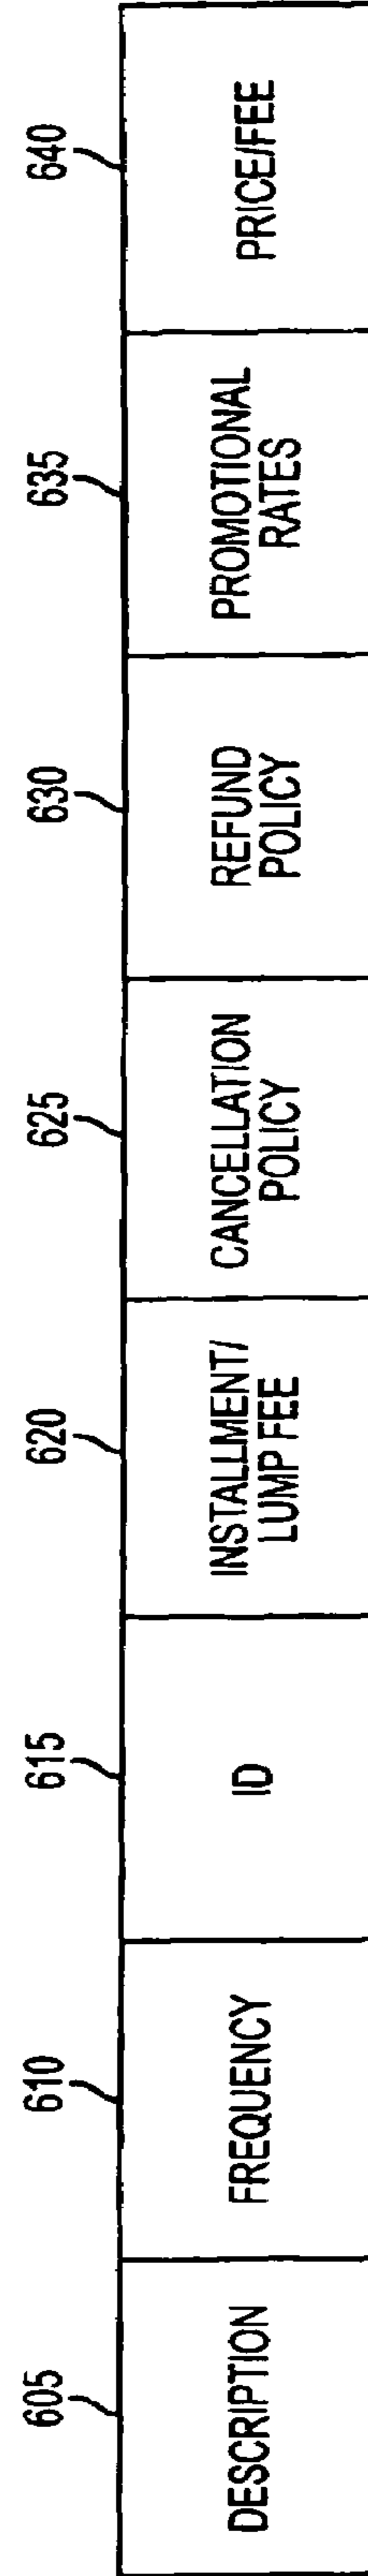 605
610
615
620
625
630
635
640
DESCRIPTION
FREQUENCY
ID
INSTALLMENT/
LUMP FEE
CANCELLATION
POLICY
REFUND
POLICY
PROMOTIONAL
RATES
PRICE/FEE